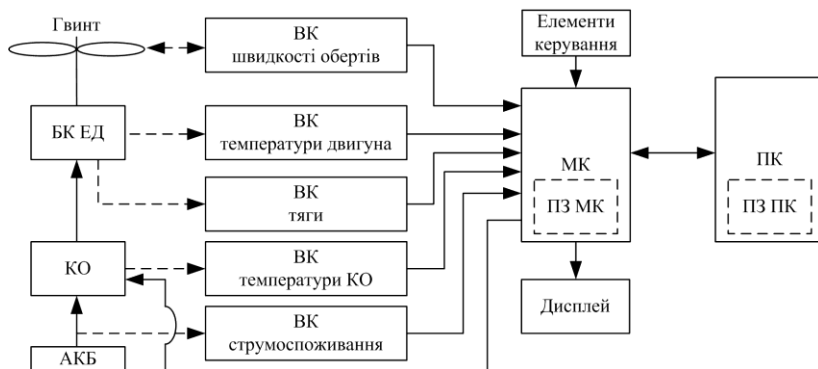 Гвинт
ВК
швидкості обертів
Елементи
керування
БК ЕД
ВК
температури двигуна
МК
ПЗ МК
ПК
ПЗ ПК
ВК
тяги
КО
ВК
температури КО
Дисплей
АКБ
ВК
струмоспоживання